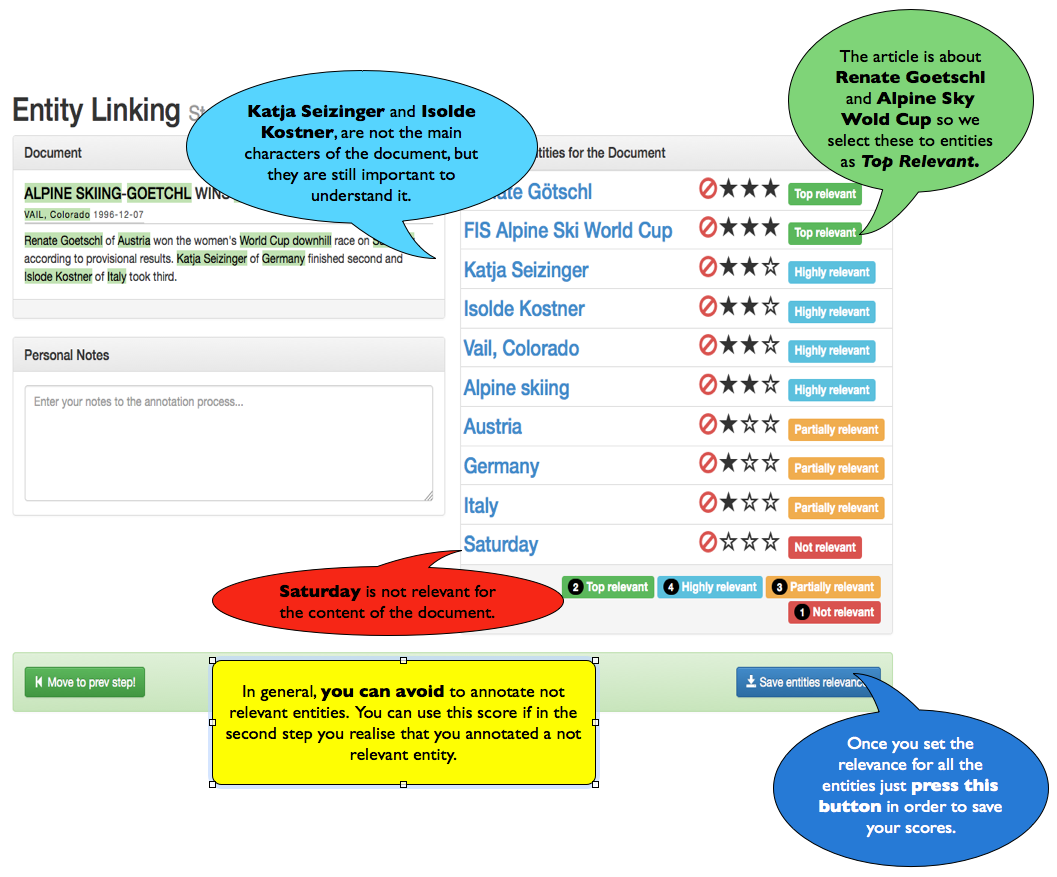 The article is about
Renate Goetschl
and Alpine Sky
Wold Cup so we
select these to entities
as Top Relevant.
Katja Seizinger and Isolde
Kostner, are not the main
characters of the document, but
they are still important to
understand it.
Entity Linking
Document
ntities for the Document
ALPINE SKIING-GOETCHL WINS
VAIL, Colorado 1996-12-07
Renate Goetschl of Austria won the women's World Cup downhill race on
according to provisional results. Katja Seizinger of Germany finished second and
Islode Kostner of Italy took third.
Personal Notes
Enter your notes to the annotation process...
ate Götschl Top relevant
FIS Alpine Ski World Cup Top relevant
Katja Seizinger Highly relevant
Isolde Kostner Highly relevant
Vail, Colorado Highly relevant
Alpine skiing Highly relevant
Austria Partially relevant
Germany Partially relevant
Italy Partially relevant
Saturday Not relevant
2 Top relevant 4 Highly relevant 3 Partially relevant
1 Not relevant
Saturday is not relevant for
the content of the document.
Move to prev step!
Save entities relevanc
In general, you can avoid to annotate not
relevant entities. You can use this score if in the
second step you realise that you annotated a not
relevant entity.
Once you set the
relevance for all the
entities just press this
button in order to save
your scores.